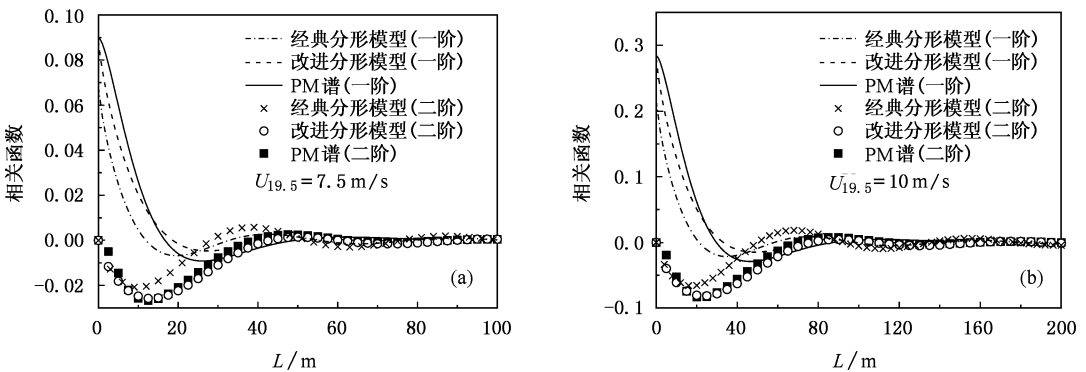 0.10
0.08
0.06
0.04
0.02
0.00
−0.02
相关函数
经典分形模型(一阶)
改进分形模型(一阶)
PM谱(一阶)
经典分形模型(二阶)
改进分形模型(二阶)
PM谱(二阶)
U19.5=7.5 m/s
(a)
0 20 40 60 80 100
L/m
0.3
0.2
0.1
0.0
−0.1
相关函数
经典分形模型(一阶)
改进分形模型(一阶)
PM谱(一阶)
经典分形模型(二阶)
改进分形模型(二阶)
PM谱(二阶)
U19.5=10 m/s
(b)
0 40 80 120 160 200
L/m